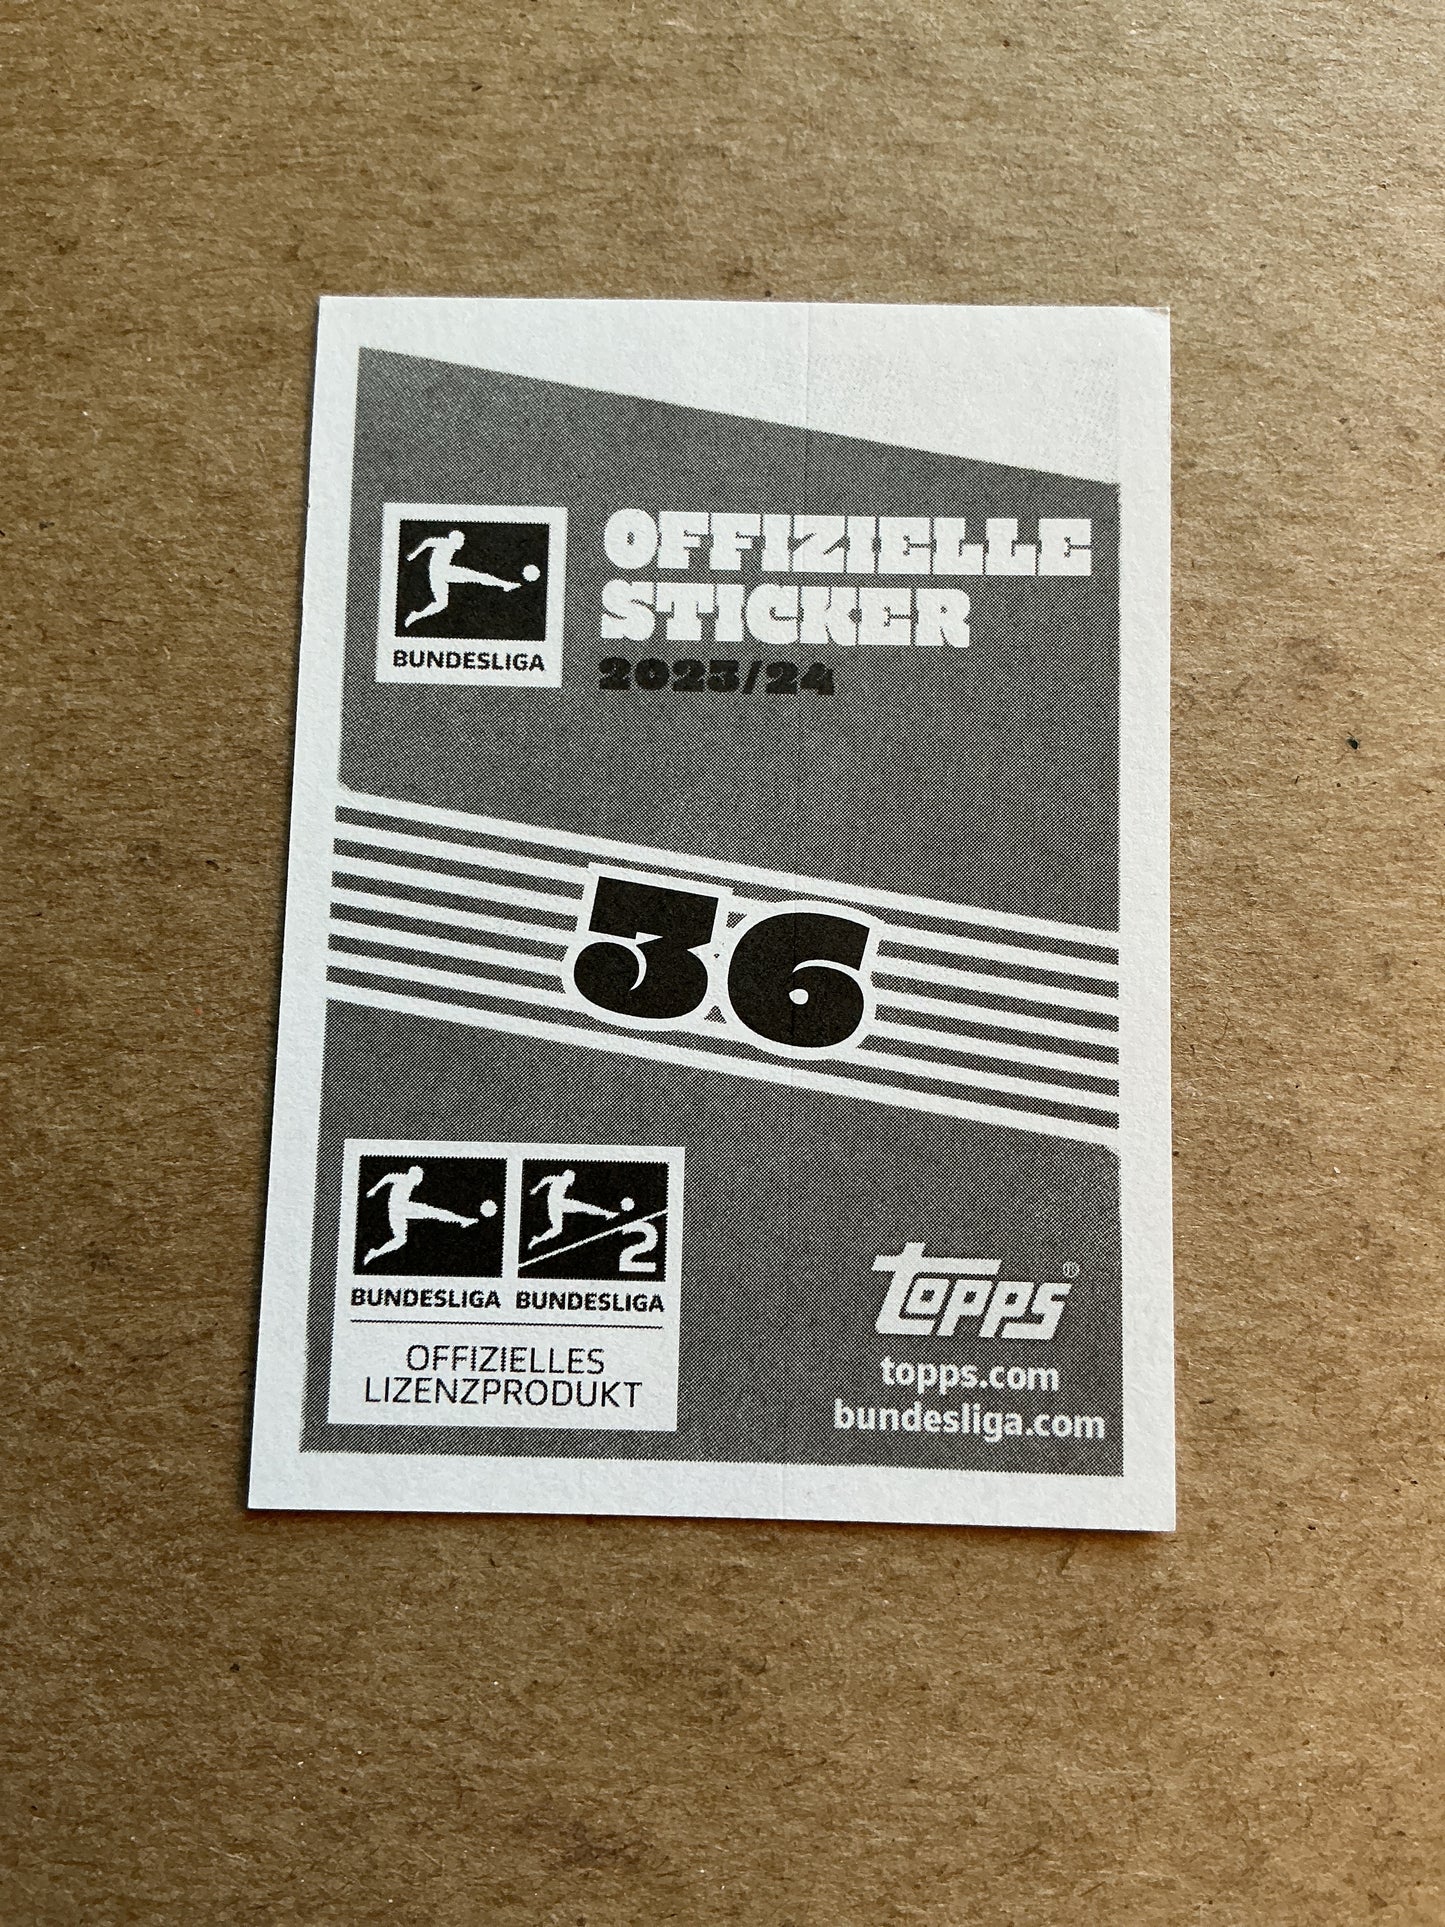 BUNDESLIGA
OFFIZIELLE
STICKER
2023/24
36
2
BUNDESLIGA BUNDESLIGA
OFFIZIELLES
LIZENZPRODUKT
topps®
topps.com
bundesliga.com